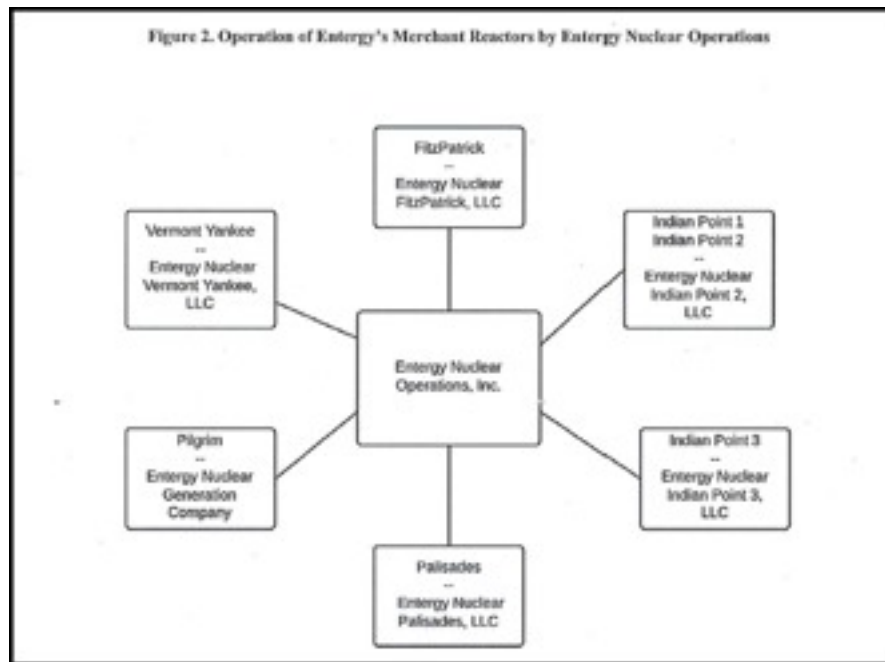 Figure 2. Operation of Entergy's Merchant Reactors by Entergy Nuclear Operations
FitzPatrick
--
Entergy Nuclear
FitzPatrick, LLC
Vermont Yankee
--
Entergy Nuclear
Vermont Yankee,
LLC
Indian Point 1
Indian Point 2
--
Entergy Nuclear
Indian Point 2,
LLC
Entergy Nuclear
Operations, Inc.
Pilgrim
--
Entergy Nuclear
Generation
Company
Indian Point 3
--
Entergy Nuclear
Indian Point 3,
LLC
Palisades
--
Entergy Nuclear
Palisades, LLC